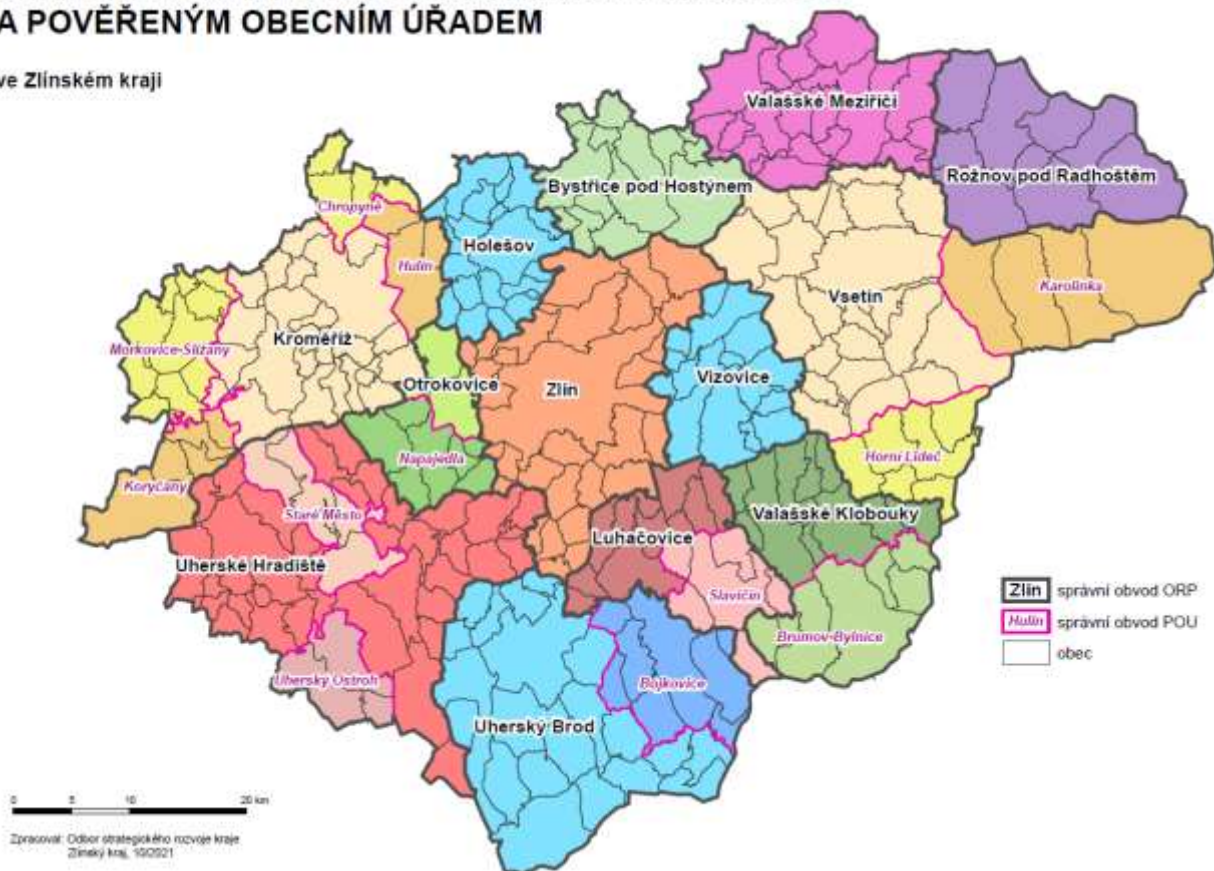 A POVĚŘENÝM OBECNÍM ÚŘADEM
ve Zlínském kraji
Valašské Meziříčí
Rožnov pod Radhoštěm
Bystřice pod Hostýnem
Chropyně
Holešov
Hulín
Karolinka
Vsetín
Kroměříž
Morkovice-Slížany
Otrokovice
Zlín
Vizovice
Napajedla
Horní Lideč
Koryčany
Staré Město
Valašské Klobouky
Luhačovice
Uherské Hradiště
Slavičín
Brumov-Bylnice
Uherský Ostroh
Bojkovice
Uherský Brod
Zlín správní obvod ORP
Hulín správní obvod POU
obec
0 5 10 20 km
Zpracoval: Odbor strategického rozvoje kraje
Zlínský kraj, 10/2021